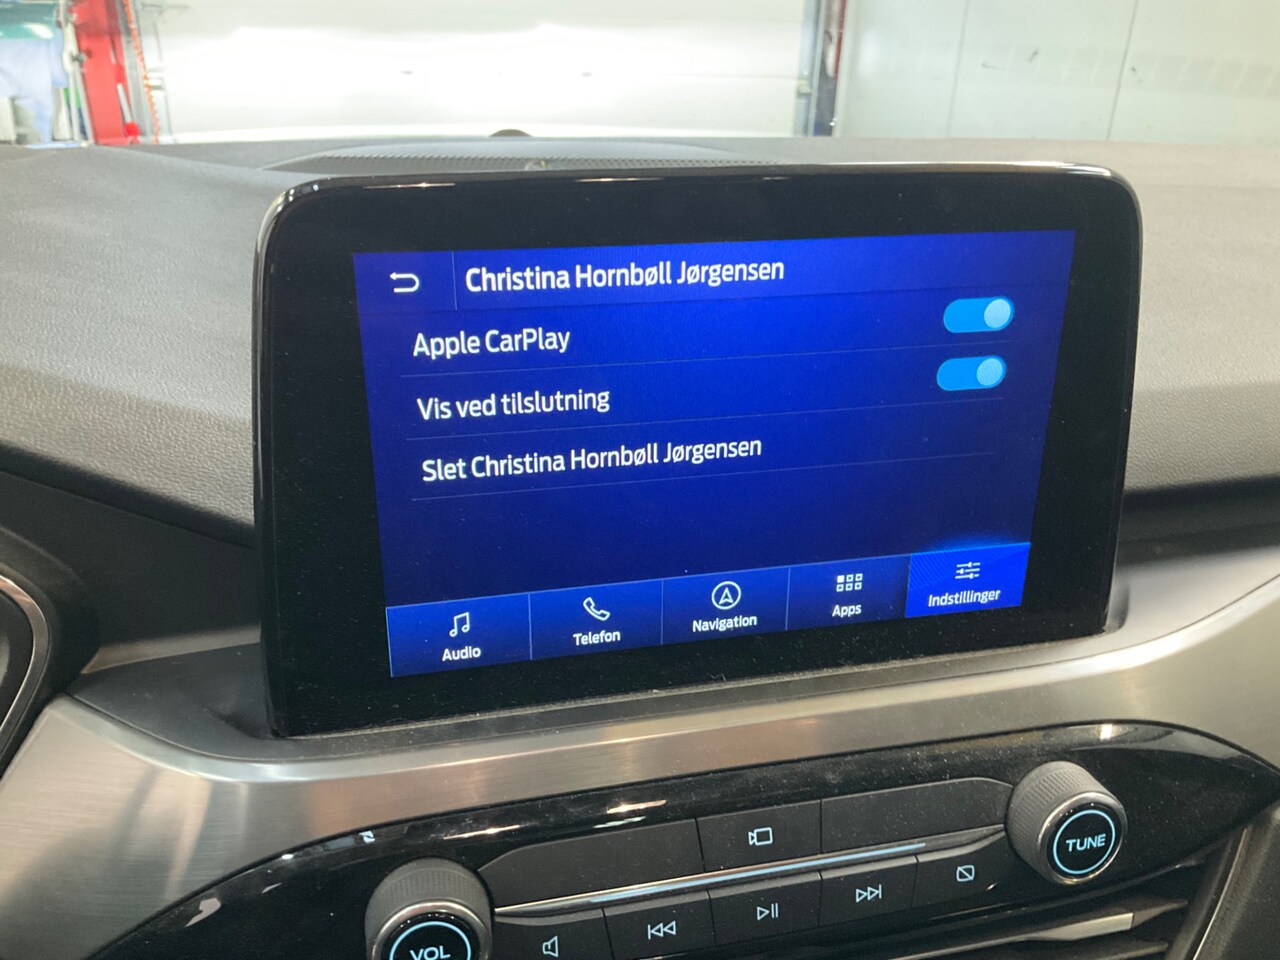 Christina Hornbøll Jørgensen
Apple CarPlay
Vis ved tilslutning
Slet Christina Hornbøll Jørgensen
Audio
Telefon
Navigation
Apps
Indstillinger
TUNE
VOL